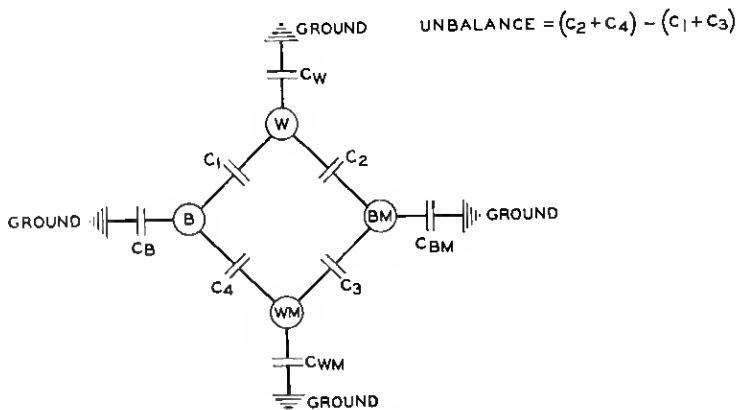 GROUND
UNBALANCE = (C2 + C4) – (C1 + C3)
CW
W
C1
C2
GROUND
CB
B
BM
CBM
GROUND
C4
C3
WM
CWM
GROUND